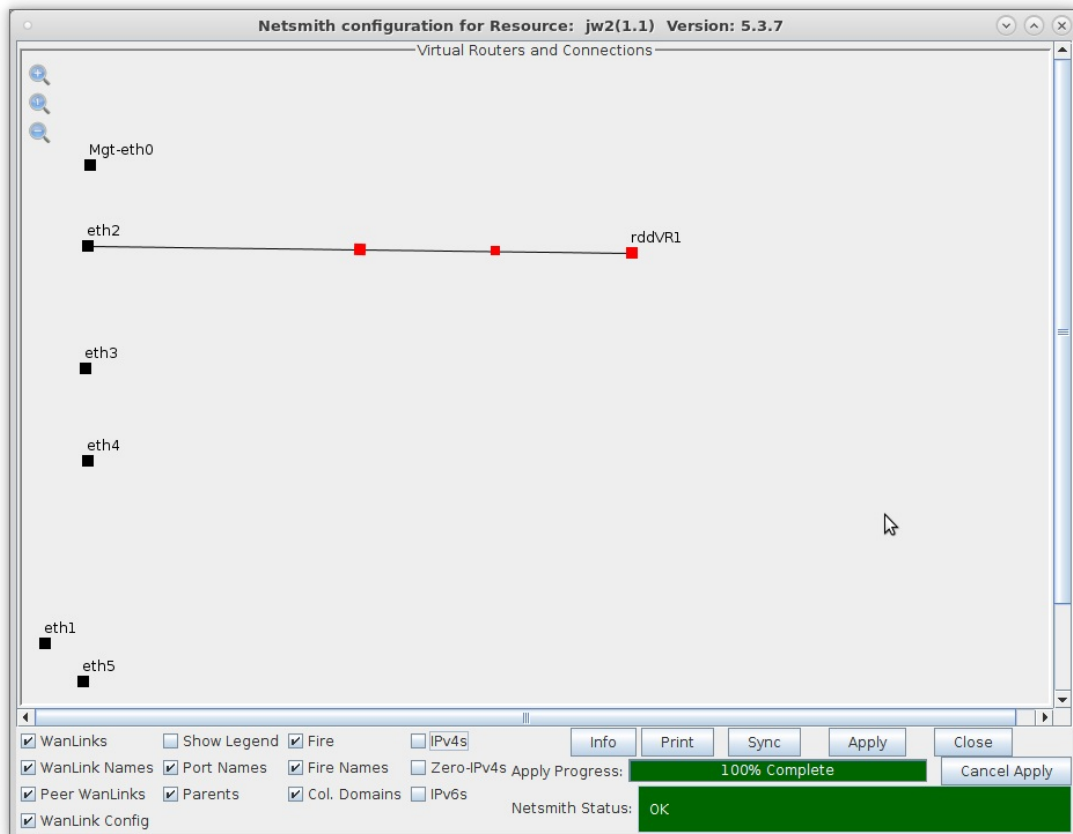 Netsmith configuration for Resource: jw2(1.1) Version: 5.3.7
Virtual Routers and Connections
Mgt-eth0
eth2
rddVR1
eth3
eth4
eth1
eth5
WanLinks Show Legend Fire IPv4s Info Print Sync Apply Close
WanLink Names Port Names Fire Names Zero-IPv4s Apply Progress: 100% Complete Cancel Apply
Peer WanLinks Parents Col. Domains IPv6s Netsmith Status: OK
WanLink Config